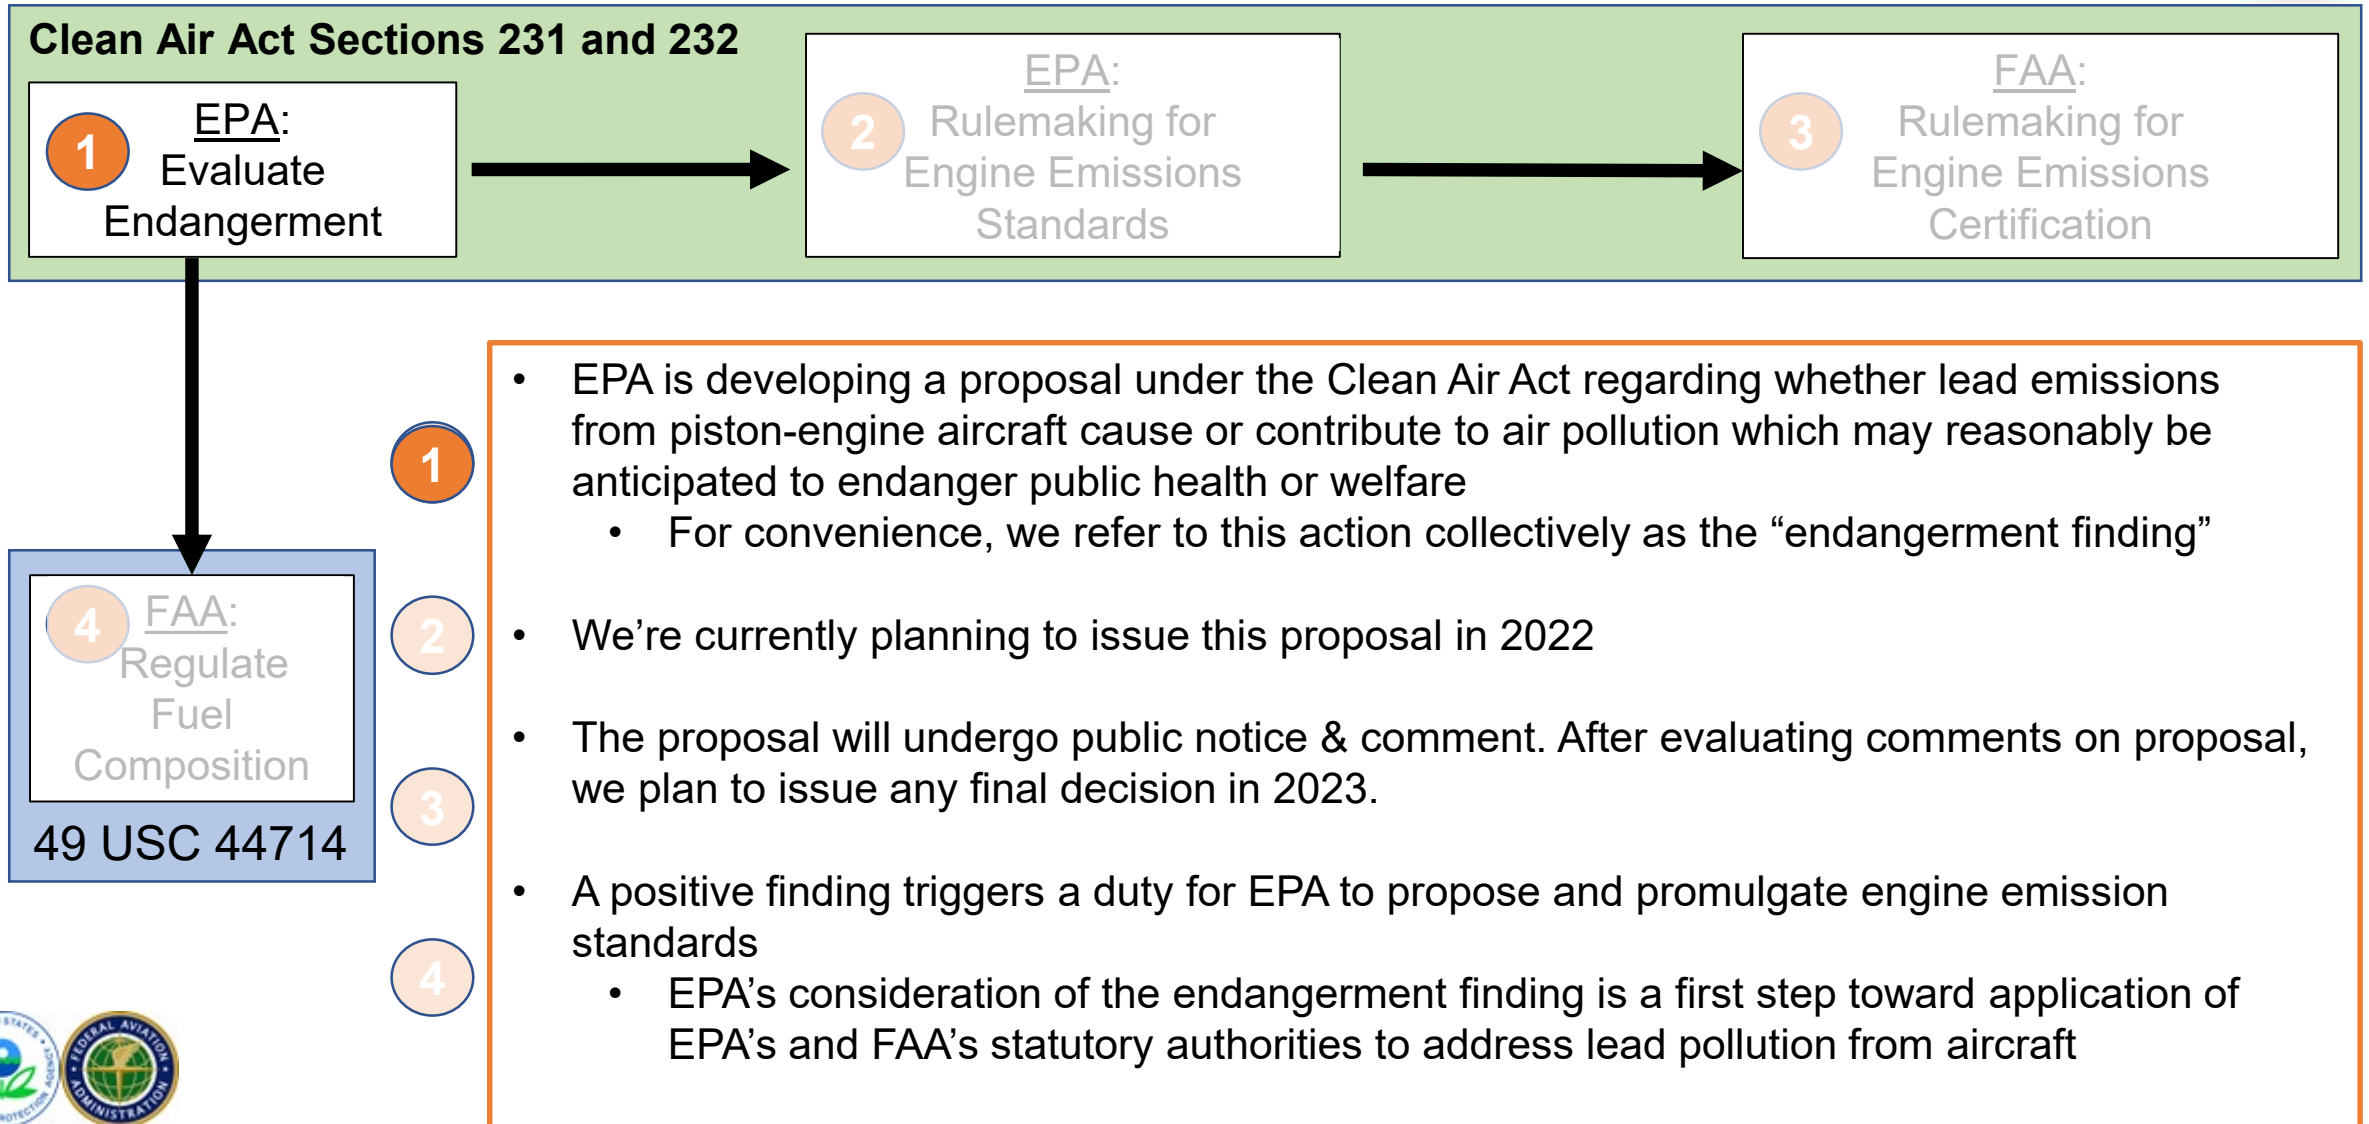 Clean Air Act Sections 231 and 232
1
EPA:
Evaluate
Endangerment
2
EPA:
Rulemaking for
Engine Emissions
Standards
3
FAA:
Rulemaking for
Engine Emissions
Certification
4
FAA:
Regulate
Fuel
Composition
49 USC 44714
1
• EPA is developing a proposal under the Clean Air Act regarding whether lead emissions
from piston-engine aircraft cause or contribute to air pollution which may reasonably be
anticipated to endanger public health or welfare
• For convenience, we refer to this action collectively as the “endangerment finding”
2
• We’re currently planning to issue this proposal in 2022
3
• The proposal will undergo public notice & comment. After evaluating comments on proposal,
we plan to issue any final decision in 2023.
4
• A positive finding triggers a duty for EPA to propose and promulgate engine emission
standards
• EPA’s consideration of the endangerment finding is a first step toward application of
EPA’s and FAA’s statutory authorities to address lead pollution from aircraft
STATES
AGENCY
FEDERAL AVIATION
ADMINISTRATION